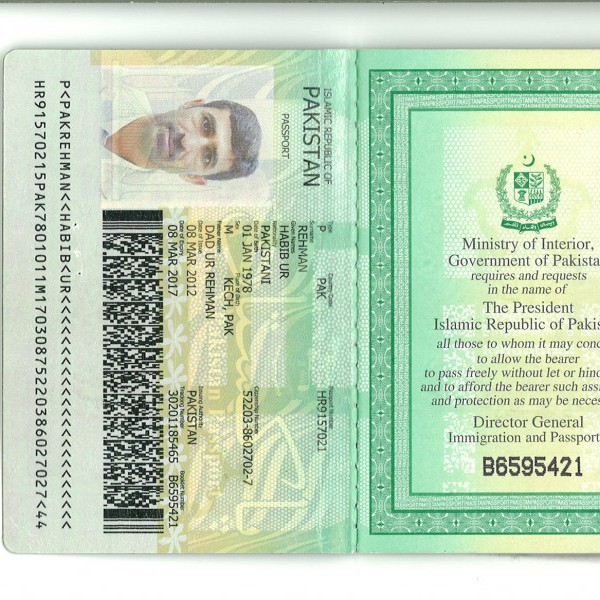 ISLAMIC REPUBLIC OF
PAKISTAN
PASSPORT
Type
Country Code
Passport Number
P
PAK
HR9157021
Surname
REHMAN
Given Names
HABIB UR
Nationality
Citizenship Number
PAKISTANI
52203-8602702-7
Date of Birth
01 JAN 1978
Sex
Place of Birth
M
KECH, PAK
Father Name
DAD UR REHMAN
Date of Issue
Issuing Authority
08 MAR 2012
PAKISTAN
Date of Expiry
Tracking Number
Booklet Number
08 MAR 2017
30201185465
B6595421
P<PAKREHMAN<<HABIB<UR<<<<<<<<<<<<<<<<<<<<<<<
HR91570215PAK7801011M17030875220386027027<44
Ministry of Interior,
Government of Pakista
requires and requests
in the name of
The President
Islamic Republic of Pakis
all those to whom it may conc
to allow the bearer
to pass freely without let or hind
and to afford the bearer such assis
and protection as may be neces
Director General
Immigration and Passport
B6595421